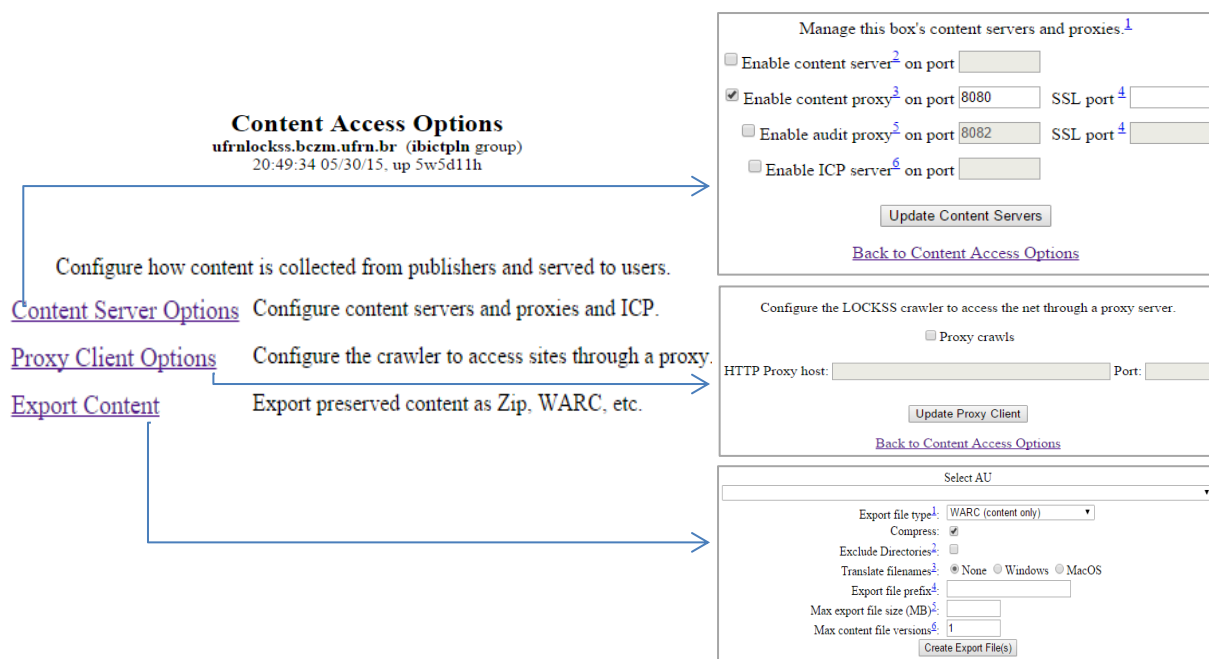 Content Access Options
ufrnlockss.bczm.ufrn.br (ibictpln group)
20:49:34 05/30/15, up 5w5d11h
Configure how content is collected from publishers and served to users.
Content Server Options Configure content servers and proxies and ICP.
Proxy Client Options Configure the crawler to access sites through a proxy.
Export Content Export preserved content as Zip, WARC, etc.
Manage this box's content servers and proxies.1
Enable content server2 on port
Enable content proxy3 on port 8080 SSL port 4
Enable audit proxy5 on port 8082 SSL port 4
Enable ICP server6 on port
Update Content Servers
Back to Content Access Options
Configure the LOCKSS crawler to access the net through a proxy server.
Proxy crawls
HTTP Proxy host: Port:
Update Proxy Client
Back to Content Access Options
Select AU
Export file type1: WARC (content only)
Compress:
Exclude Directories2:
Translate filenames3: None Windows MacOS
Export file prefix4:
Max export file size (MB)5:
Max content file versions6: 1
Create Export File(s)